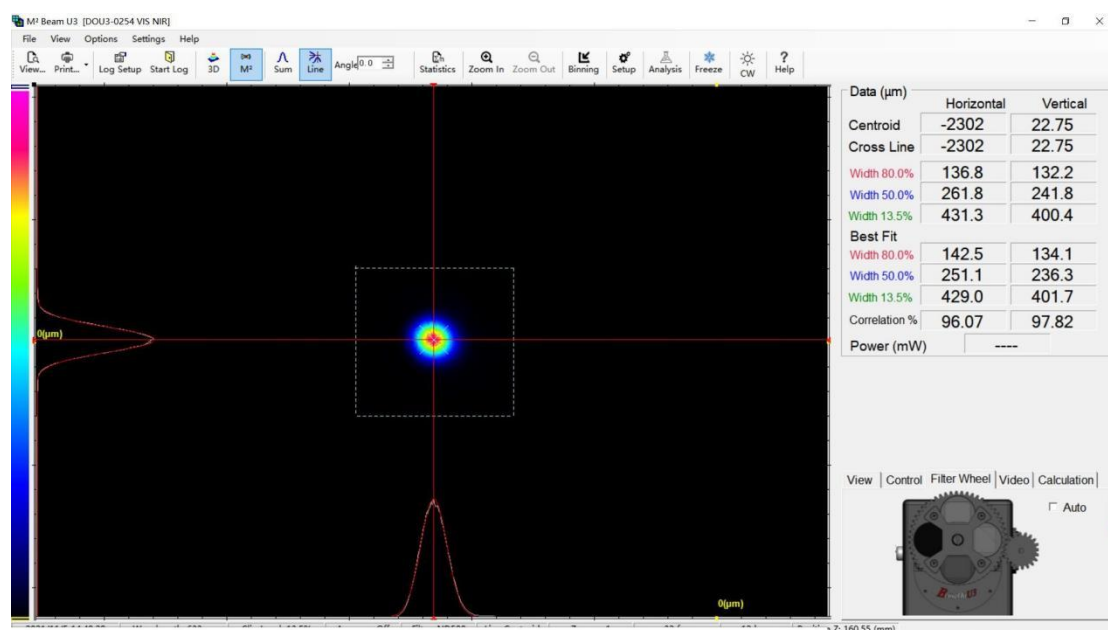 M² Beam U3 [DOU3-0254 VIS NIR]
File View Options Settings Help
View... Print... Log Setup Start Log 3D M² Sum Line Angle 0.0 Statistics Zoom In Zoom Out Binning Setup Analysis Freeze CW Help
Data (μm)
Horizontal Vertical
Centroid -2302 22.75
Cross Line -2302 22.75
Width 80.0% 136.8 132.2
Width 50.0% 261.8 241.8
Width 13.5% 431.3 400.4
Best Fit
Width 80.0% 142.5 134.1
Width 50.0% 251.1 236.3
Width 13.5% 429.0 401.7
Correlation % 96.07 97.82
Power (mW) ----
0(μm)
View Control Filter Wheel Video Calculation
Auto
0(μm)
Z: 160.55 (mm)